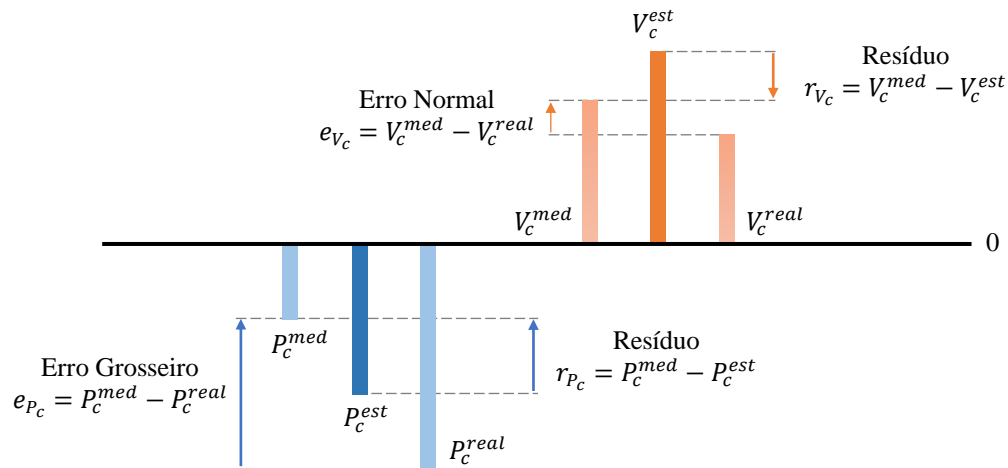 V_c^{est}
Resíduo
r_{V_c} = V_c^{med} − V_c^{est}
Erro Normal
e_{V_c} = V_c^{med} − V_c^{real}
V_c^{med}
V_c^{real}
0
P_c^{med}
Erro Grosseiro
e_{P_c} = P_c^{med} − P_c^{real}
Resíduo
r_{P_c} = P_c^{med} − P_c^{est}
P_c^{est}
P_c^{real}